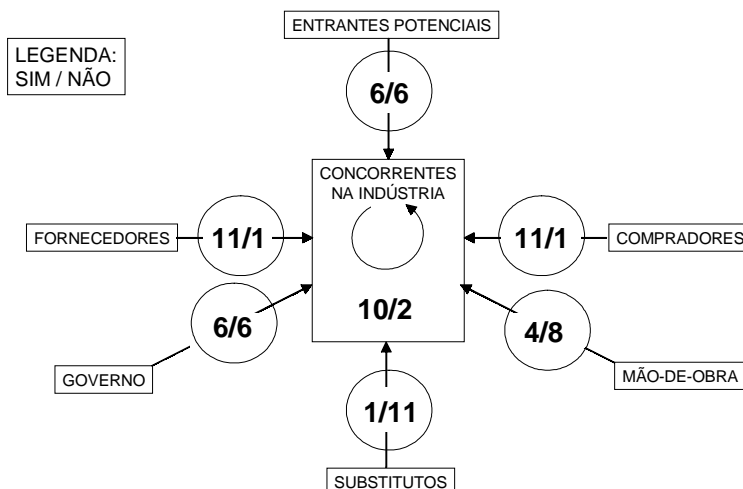 ENTRANTES POTENCIAIS
LEGENDA:
SIM / NÃO
6/6
CONCORRENTES
NA INDÚSTRIA
FORNECEDORES
11/1
11/1
COMPRADORES
10/2
6/6
4/8
GOVERNO
MÃO-DE-OBRA
1/11
SUBSTITUTOS